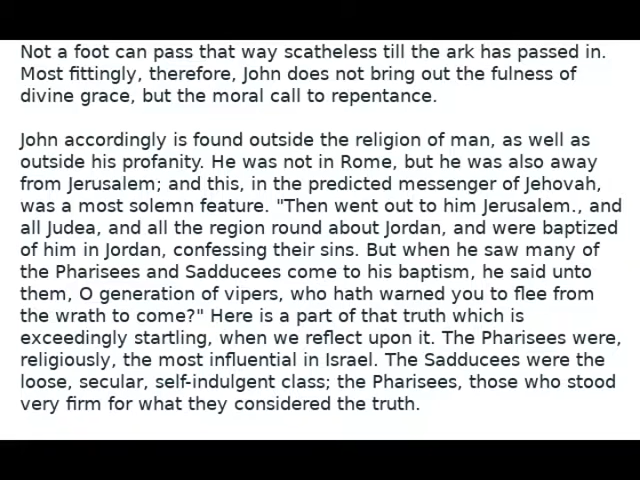 Not a foot can pass that way scatheless till the ark has passed in.
Most fittingly, therefore, John does not bring out the fulness of
divine grace, but the moral call to repentance.
John accordingly is found outside the religion of man, as well as
outside his profanity. He was not in Rome, but he was also away
from Jerusalem; and this, in the predicted messenger of Jehovah,
was a most solemn feature. "Then went out to him Jerusalem., and
all Judea, and all the region round about Jordan, and were baptized
of him in Jordan, confessing their sins. But when he saw many of
the Pharisees and Sadducees come to his baptism, he said unto
them, O generation of vipers, who hath warned you to flee from
the wrath to come?" Here is a part of that truth which is
exceedingly startling, when we reflect upon it. The Pharisees were,
religiously, the most influential in Israel. The Sadducees were the
loose, secular, self-indulgent class; the Pharisees, those who stood
very firm for what they considered the truth.